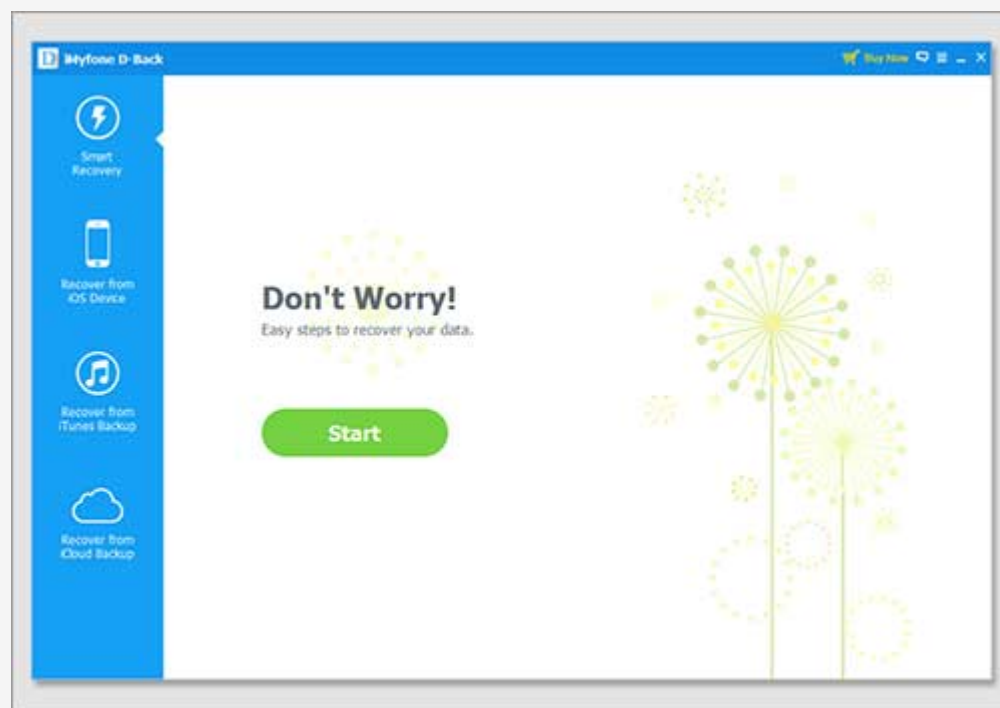 iMyfone D-Back
Buy Now
Smart
Recovery
Recover from
iOS Device
Recover from
iTunes Backup
Recover from
iCloud Backup
Don't Worry!
Easy steps to recover your data.
Start